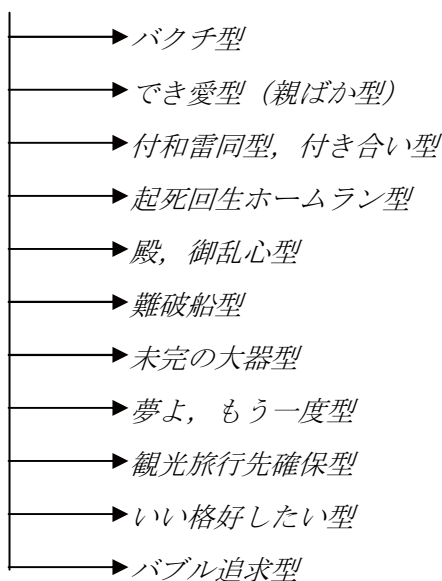 バクチ型
でき愛型（親ばか型）
付和雷同型，付き合い型
起死回生ホームラン型
殿，御乱心型
難破船型
未完の大器型
夢よ，もう一度型
観光旅行先確保型
いい格好したい型
バブル追求型